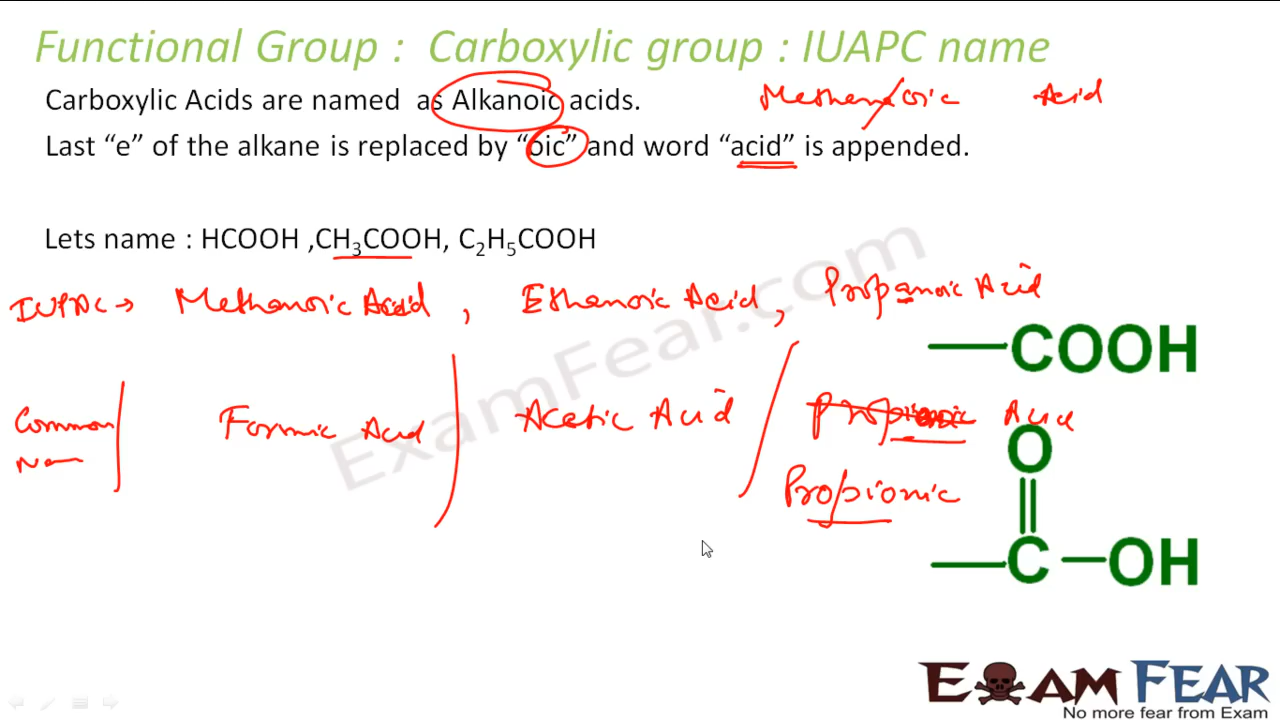 Functional Group : Carboxylic group : IUAPC name
Carboxylic Acids are named as Alkanoic acids.
Methaneoic Acid
Last “e” of the alkane is replaced by “oic” and word “acid” is appended.
Lets name : HCOOH ,CH3COOH, C2H5COOH
IUPAC → Methanoic Acid , Ethanoic Acid , Propanoic Acid
—COOH
Common Formic Acid Acetic Acid Propionic Acid
O
Propionic
—C—OH
ExamFear.com
EXAM FEAR
No more fear from Exam